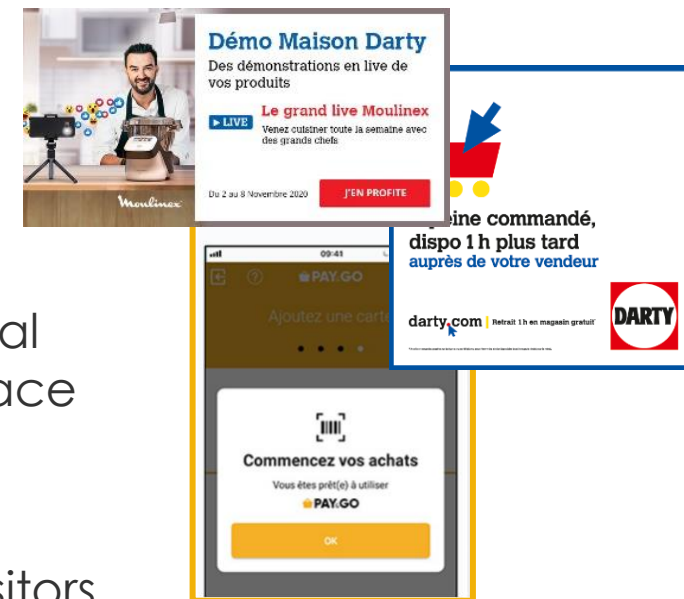 Démo Maison Darty
Des démonstrations en live de
vos produits
LIVE
Le grand live Moulinex
Venez cuisiner toute la semaine avec
des grands chefs
Du 2 au 8 Novembre 2020
J'EN PROFITE
Moulinex
eine commandé,
dispo 1 h plus tard
auprès de votre vendeur
darty.com
Retrait 1h en magasin gratuit*
DARTY
09:41
PAY.GO
Ajoutez une carte
Commencez vos achats
Vous êtes prêt(e) à utiliser
PAY.GO
OK
al
ace
sitors